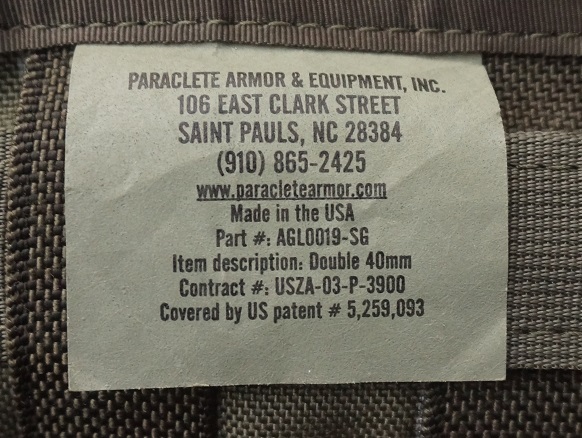 PARACLETE ARMOR & EQUIPMENT, INC.
106 EAST CLARK STREET
SAINT PAULS, NC 28384
(910) 865-2425
www.paracletearmor.com
Made in the USA
Part #: AGL0019-SG
Item description: Double 40mm
Contract #: USZA-03-P-3900
Covered by US patent # 5,259,093